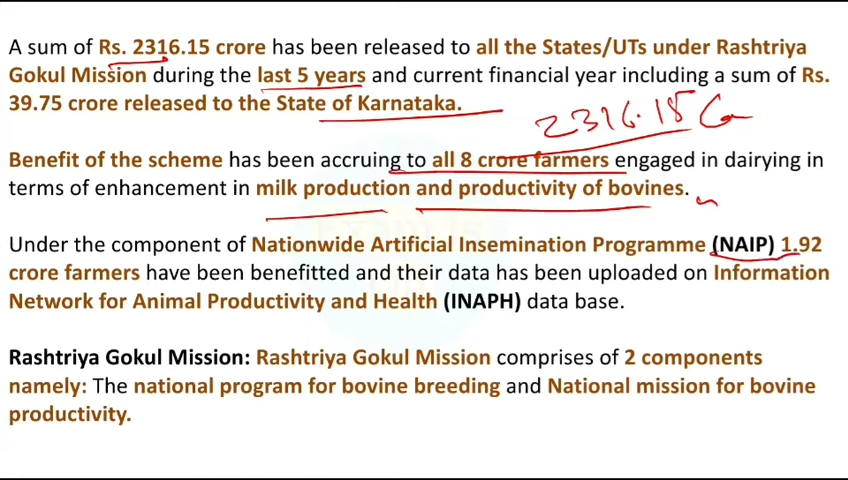 A sum of Rs. 2316.15 crore has been released to all the States/UTs under Rashtriya
Gokul Mission during the last 5 years and current financial year including a sum of Rs.
39.75 crore released to the State of Karnataka.
2316.15 Cr
Benefit of the scheme has been accruing to all 8 crore farmers engaged in dairying in
terms of enhancement in milk production and productivity of bovines.
Under the component of Nationwide Artificial Insemination Programme (NAIP) 1.92
crore farmers have been benefitted and their data has been uploaded on Information
Network for Animal Productivity and Health (INAPH) data base.
Rashtriya Gokul Mission: Rashtriya Gokul Mission comprises of 2 components
namely: The national program for bovine breeding and National mission for bovine
productivity.